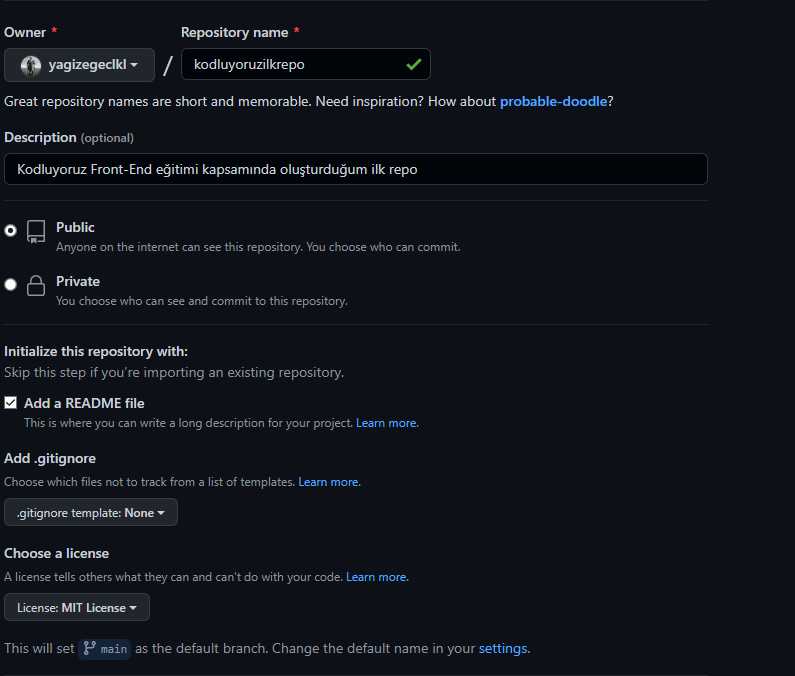 Owner * Repository name *
yagizegeclkl / kodluyoruzilkrepo
Great repository names are short and memorable. Need inspiration? How about probable-doodle?
Description (optional)
Kodluyoruz Front-End eğitimi kapsamında oluşturduğum ilk repo
Public
Anyone on the internet can see this repository. You choose who can commit.
Private
You choose who can see and commit to this repository.
Initialize this repository with:
Skip this step if you're importing an existing repository.
Add a README file
This is where you can write a long description for your project. Learn more.
Add .gitignore
Choose which files not to track from a list of templates. Learn more.
.gitignore template: None
Choose a license
A license tells others what they can and can't do with your code. Learn more.
License: MIT License
This will set main as the default branch. Change the default name in your settings.